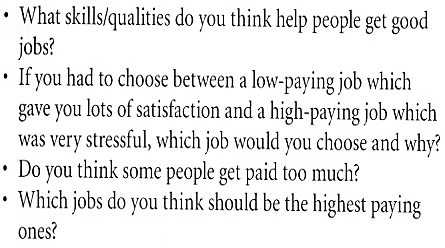 • What skills/qualities do you think help people get good
jobs?
• If you had to choose between a low-paying job which
gave you lots of satisfaction and a high-paying job which
was very stressful, which job would you choose and why?
• Do you think some people get paid too much?
• Which jobs do you think should be the highest paying
ones?